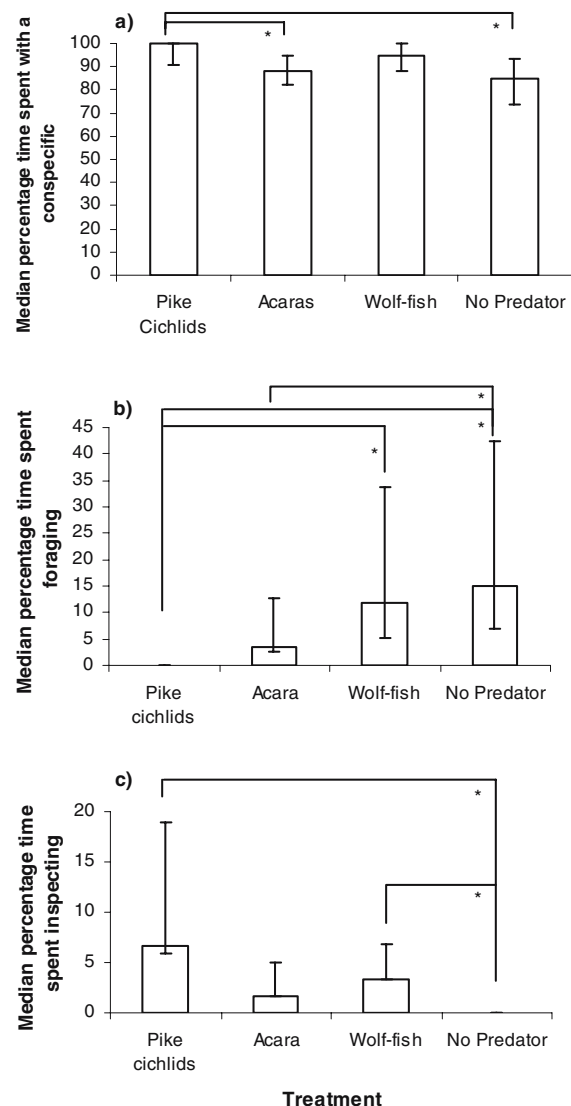 a)
*
*
Median percentage time spent with a
conspecific
100
90
80
70
60
50
40
30
20
10
0
Pike
Cichlids
Acaras
Wolf-fish
No Predator
b)
*
*
*
Median percentage time spent
foraging
45
40
35
30
25
20
15
10
5
0
Pike
cichlids
Acara
Wolf-fish
No Predator
c)
*
*
Median percentage time
spent inspecting
20
15
10
5
0
Pike
cichlids
Acara
Wolf-fish
No Predator
Treatment